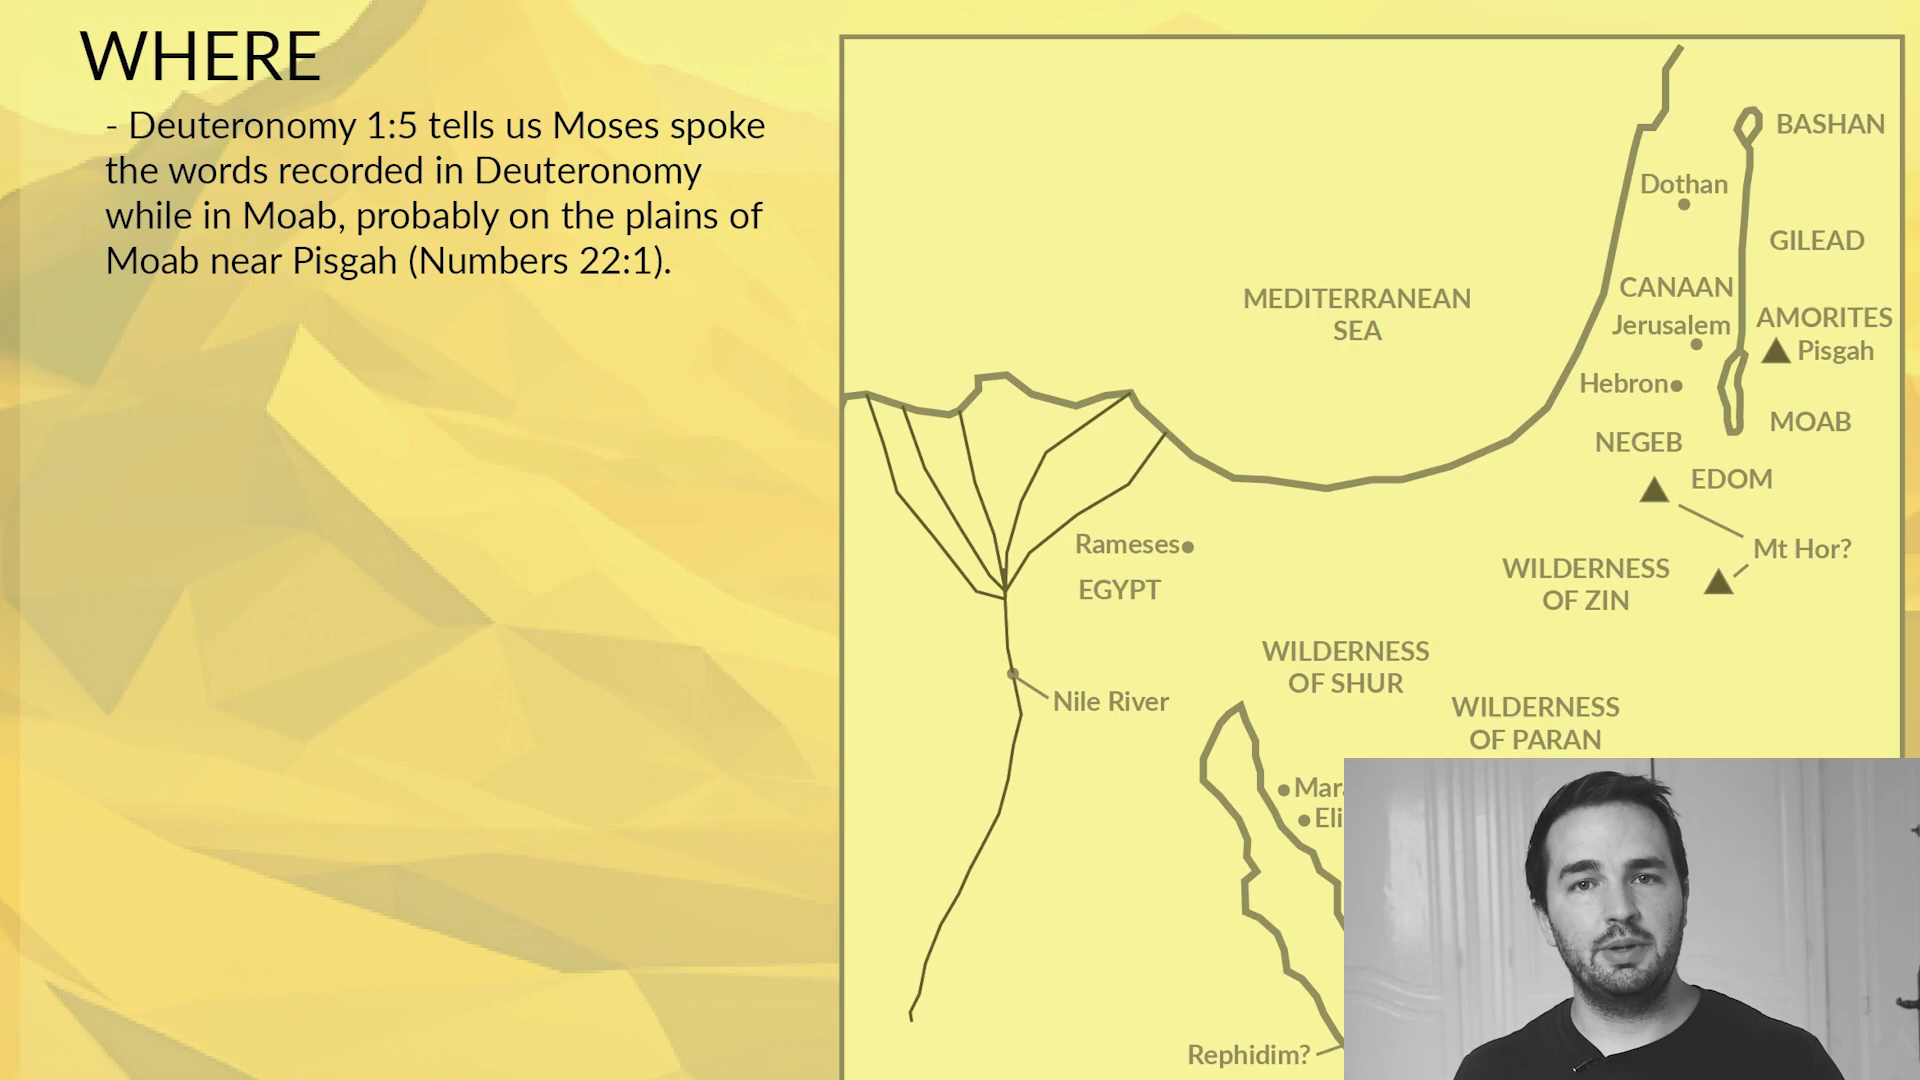 WHERE
- Deuteronomy 1:5 tells us Moses spoke
the words recorded in Deuteronomy
while in Moab, probably on the plains of
Moab near Pisgah (Numbers 22:1).
BASHAN
Dothan
GILEAD
CANAAN
MEDITERRANEAN
SEA
AMORITES
Jerusalem
Pisgah
Hebron
MOAB
NEGEB
EDOM
Rameses
Mt Hor?
EGYPT
WILDERNESS
OF ZIN
WILDERNESS
OF SHUR
Nile River
WILDERNESS
OF PARAN
Rephidim?